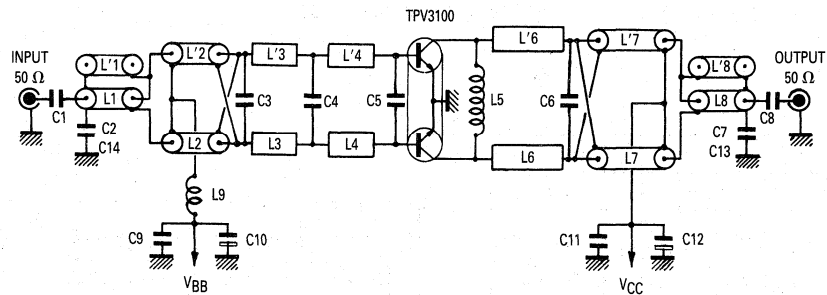 TPV3100
INPUT
50 Ω
L'1
L1
C1
C2
C14
L'2
L2
L9
C9
C10
VBB
C3
L'3
L3
C4
L'4
L4
C5
L5
L'6
L6
C6
L'7
L7
C11
C12
VCC
L'8
L8
C7
C13
C8
OUTPUT
50 Ω